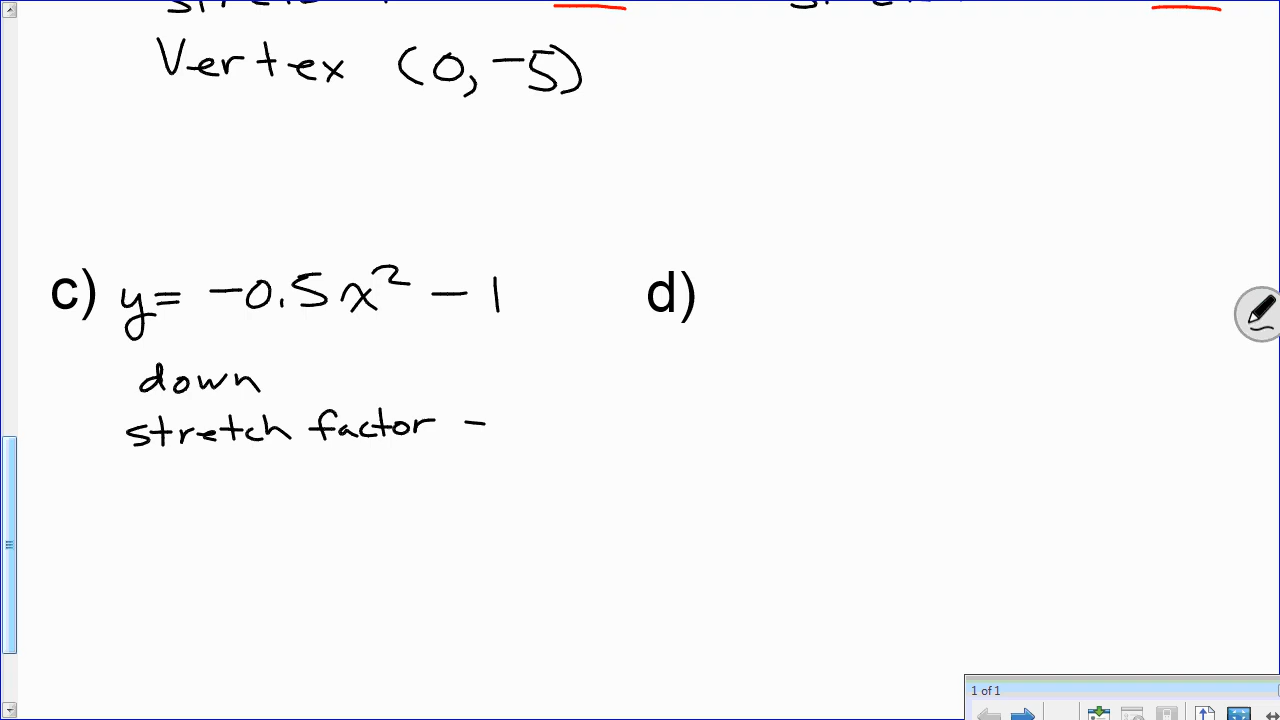 Vertex (0, -5)
c) y = -0.5x² - 1
d)
down
stretch factor -
1 of 1